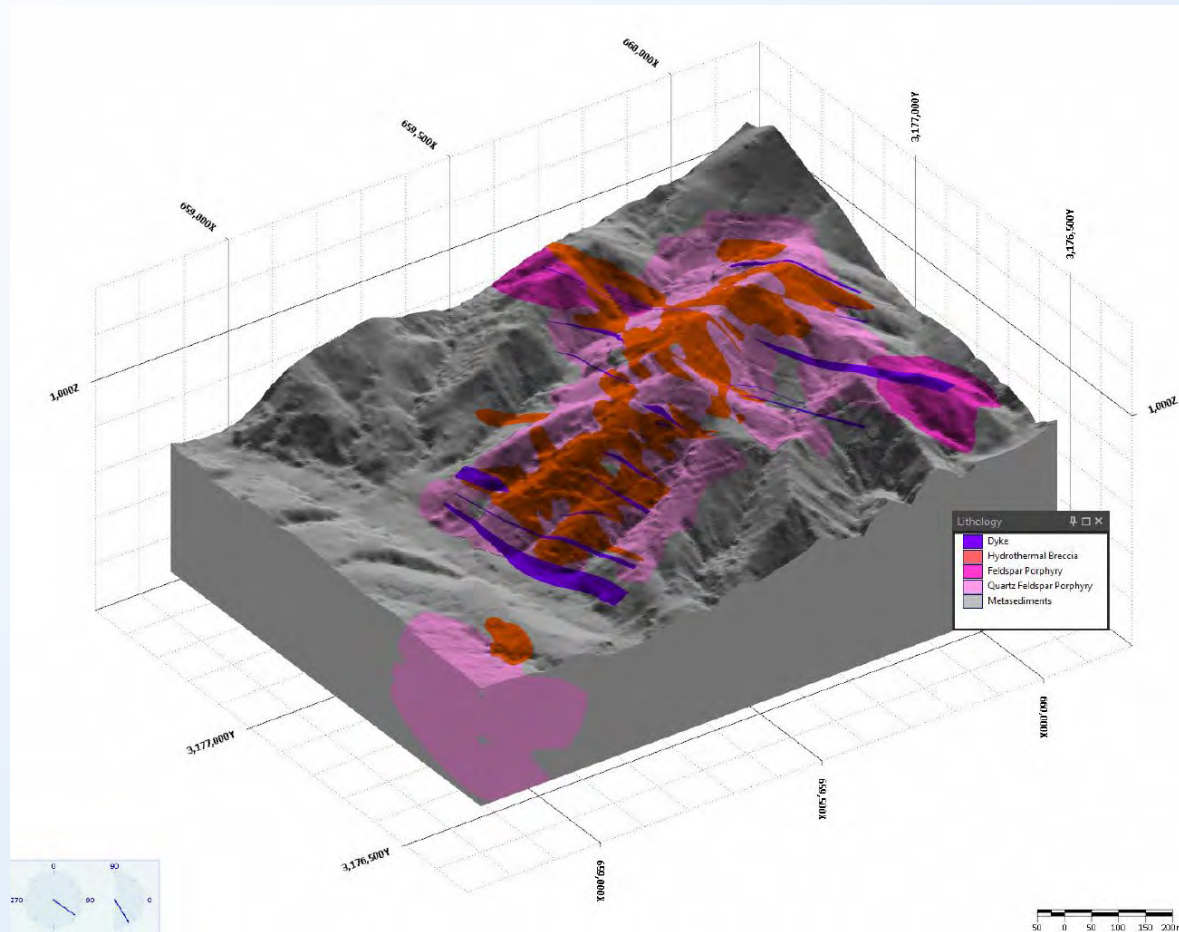 660,000X
659,500X
659,000X
3,177,000Y
3,176,500Y
1,000Z
1,000Z
Lithology
Dyke
Hydrothermal Breccia
Feldspar Porphyry
Quartz Feldspar Porphyry
Metasediments
3,177,000Y
3,176,500Y
660,000X
659,500X
659,000X
0
90
270
90
0
50 0 50 100 150 200